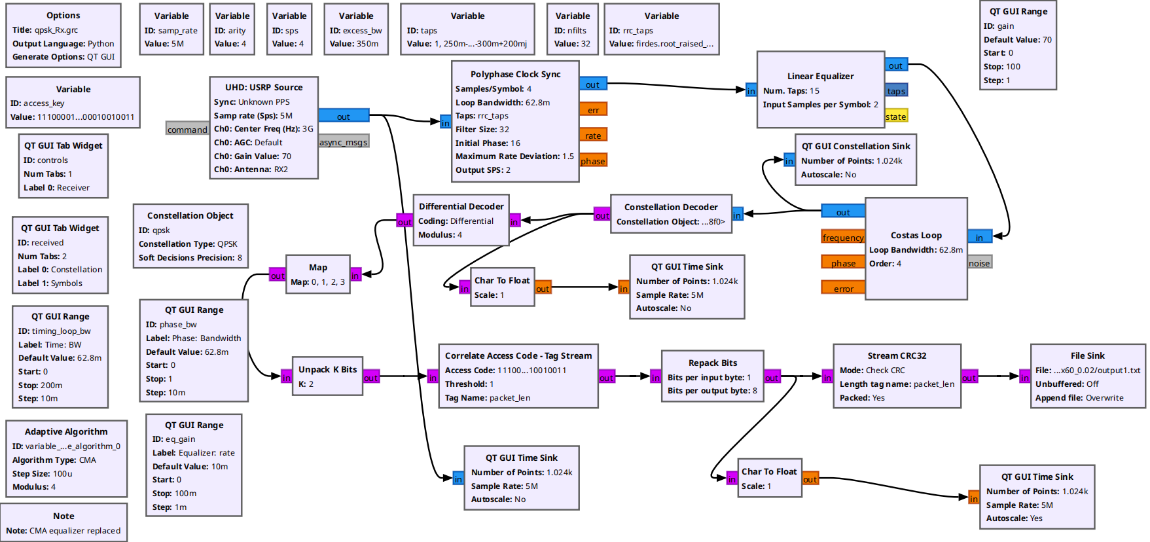 Options
Title: qpsk_Rx.grc
Output Language: Python
Generate Options: QT GUI
Variable
ID: samp_rate
Value: 5M
Variable
ID: arity
Value: 4
Variable
ID: sps
Value: 4
Variable
ID: excess_bw
Value: 350m
Variable
ID: taps
Value: 1, 250m-...-300m+200mj
Variable
ID: nfilts
Value: 32
Variable
ID: rrc_taps
Value: firdes.root_raised_...
QT GUI Range
ID: gain
Default Value: 70
Start: 0
Stop: 100
Step: 1
Variable
ID: access_key
Value: 11100001...00010010011
UHD: USRP Source
Sync: Unknown PPS
Samp rate (Sps): 5M
Ch0: Center Freq (Hz): 3G
Ch0: AGC: Default
Ch0: Gain Value: 70
Ch0: Antenna: RX2
command
out
async_msgs
Polyphase Clock Sync
Samples/Symbol: 4
Loop Bandwidth: 62.8m
Taps: rrc_taps
Filter Size: 32
Initial Phase: 16
Maximum Rate Deviation: 1.5
Output SPS: 2
in
out
err
rate
phase
Linear Equalizer
Num. Taps: 15
Input Samples per Symbol: 2
in
out
taps
state
QT GUI Tab Widget
ID: controls
Num Tabs: 1
Label 0: Receiver
QT GUI Constellation Sink
Number of Points: 1.024k
Autoscale: No
in
QT GUI Tab Widget
ID: received
Num Tabs: 2
Label 0: Constellation
Label 1: Symbols
Constellation Object
ID: qpsk
Constellation Type: QPSK
Soft Decisions Precision: 8
Differential Decoder
Coding: Differential
Modulus: 4
out
in
Constellation Decoder
Constellation Object: ...8f0>
out
in
Costas Loop
Loop Bandwidth: 62.8m
Order: 4
out
frequency
phase
error
in
noise
Map
Map: 0, 1, 2, 3
out
in
Char To Float
Scale: 1
in
out
QT GUI Time Sink
Number of Points: 1.024k
Sample Rate: 5M
Autoscale: No
in
QT GUI Range
ID: timing_loop_bw
Label: Time: BW
Default Value: 62.8m
Start: 0
Stop: 200m
Step: 10m
QT GUI Range
ID: phase_bw
Label: Phase: Bandwidth
Default Value: 62.8m
Start: 0
Stop: 1
Step: 10m
Unpack K Bits
K: 2
in
out
Correlate Access Code - Tag Stream
Access Code: 11100...10010011
Threshold: 1
Tag Name: packet_len
in
out
Repack Bits
Bits per input byte: 1
Bits per output byte: 8
in
out
Stream CRC32
Mode: Check CRC
Length tag name: packet_len
Packed: Yes
in
out
File Sink
File: ...x60_0.02/output1.txt
Unbuffered: Off
Append file: Overwrite
in
Adaptive Algorithm
ID: variable_...e_algorithm_0
Algorithm Type: CMA
Step Size: 100u
Modulus: 4
QT GUI Range
ID: eq_gain
Label: Equalizer: rate
Default Value: 10m
Start: 0
Stop: 100m
Step: 1m
QT GUI Time Sink
Number of Points: 1.024k
Sample Rate: 5M
Autoscale: No
in
Char To Float
Scale: 1
in
out
QT GUI Time Sink
Number of Points: 1.024k
Sample Rate: 5M
Autoscale: Yes
in
Note
Note: CMA equalizer replaced